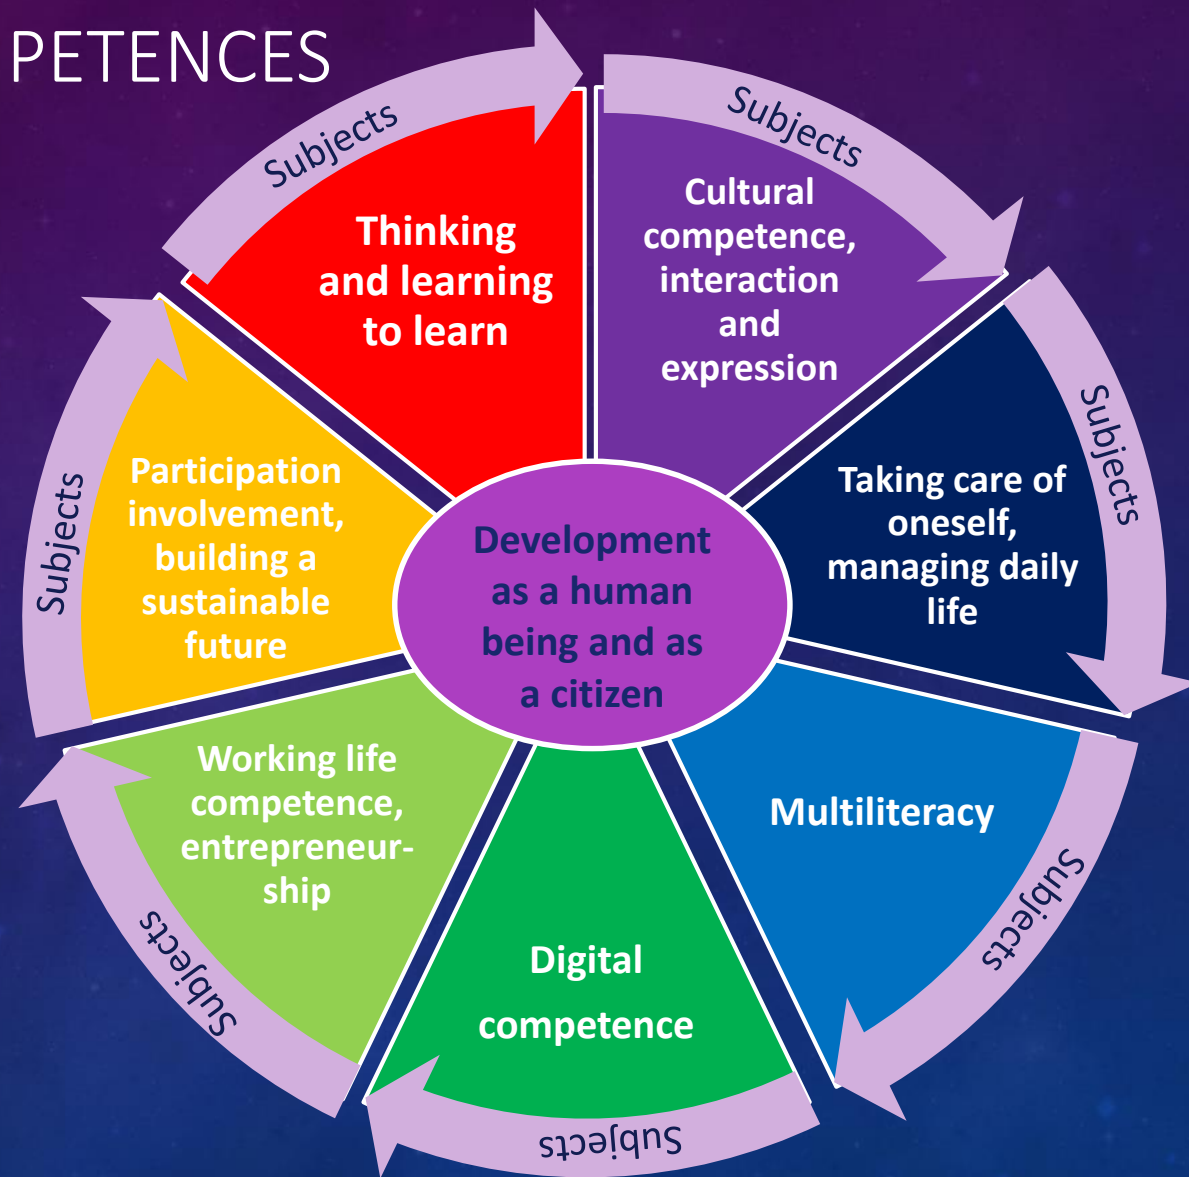 PETENCES
Subjects
Subjects
Thinking
and learning
to learn
Cultural
competence,
interaction
and
expression
Subjects
Taking care of
oneself,
managing daily
life
Subjects
Participation
involvement,
building a
sustainable
future
Development
as a human
being and as
a citizen
Working life
competence,
entrepreneur-
ship
Multiliteracy
Subjects
Subjects
Digital
competence
Subjects